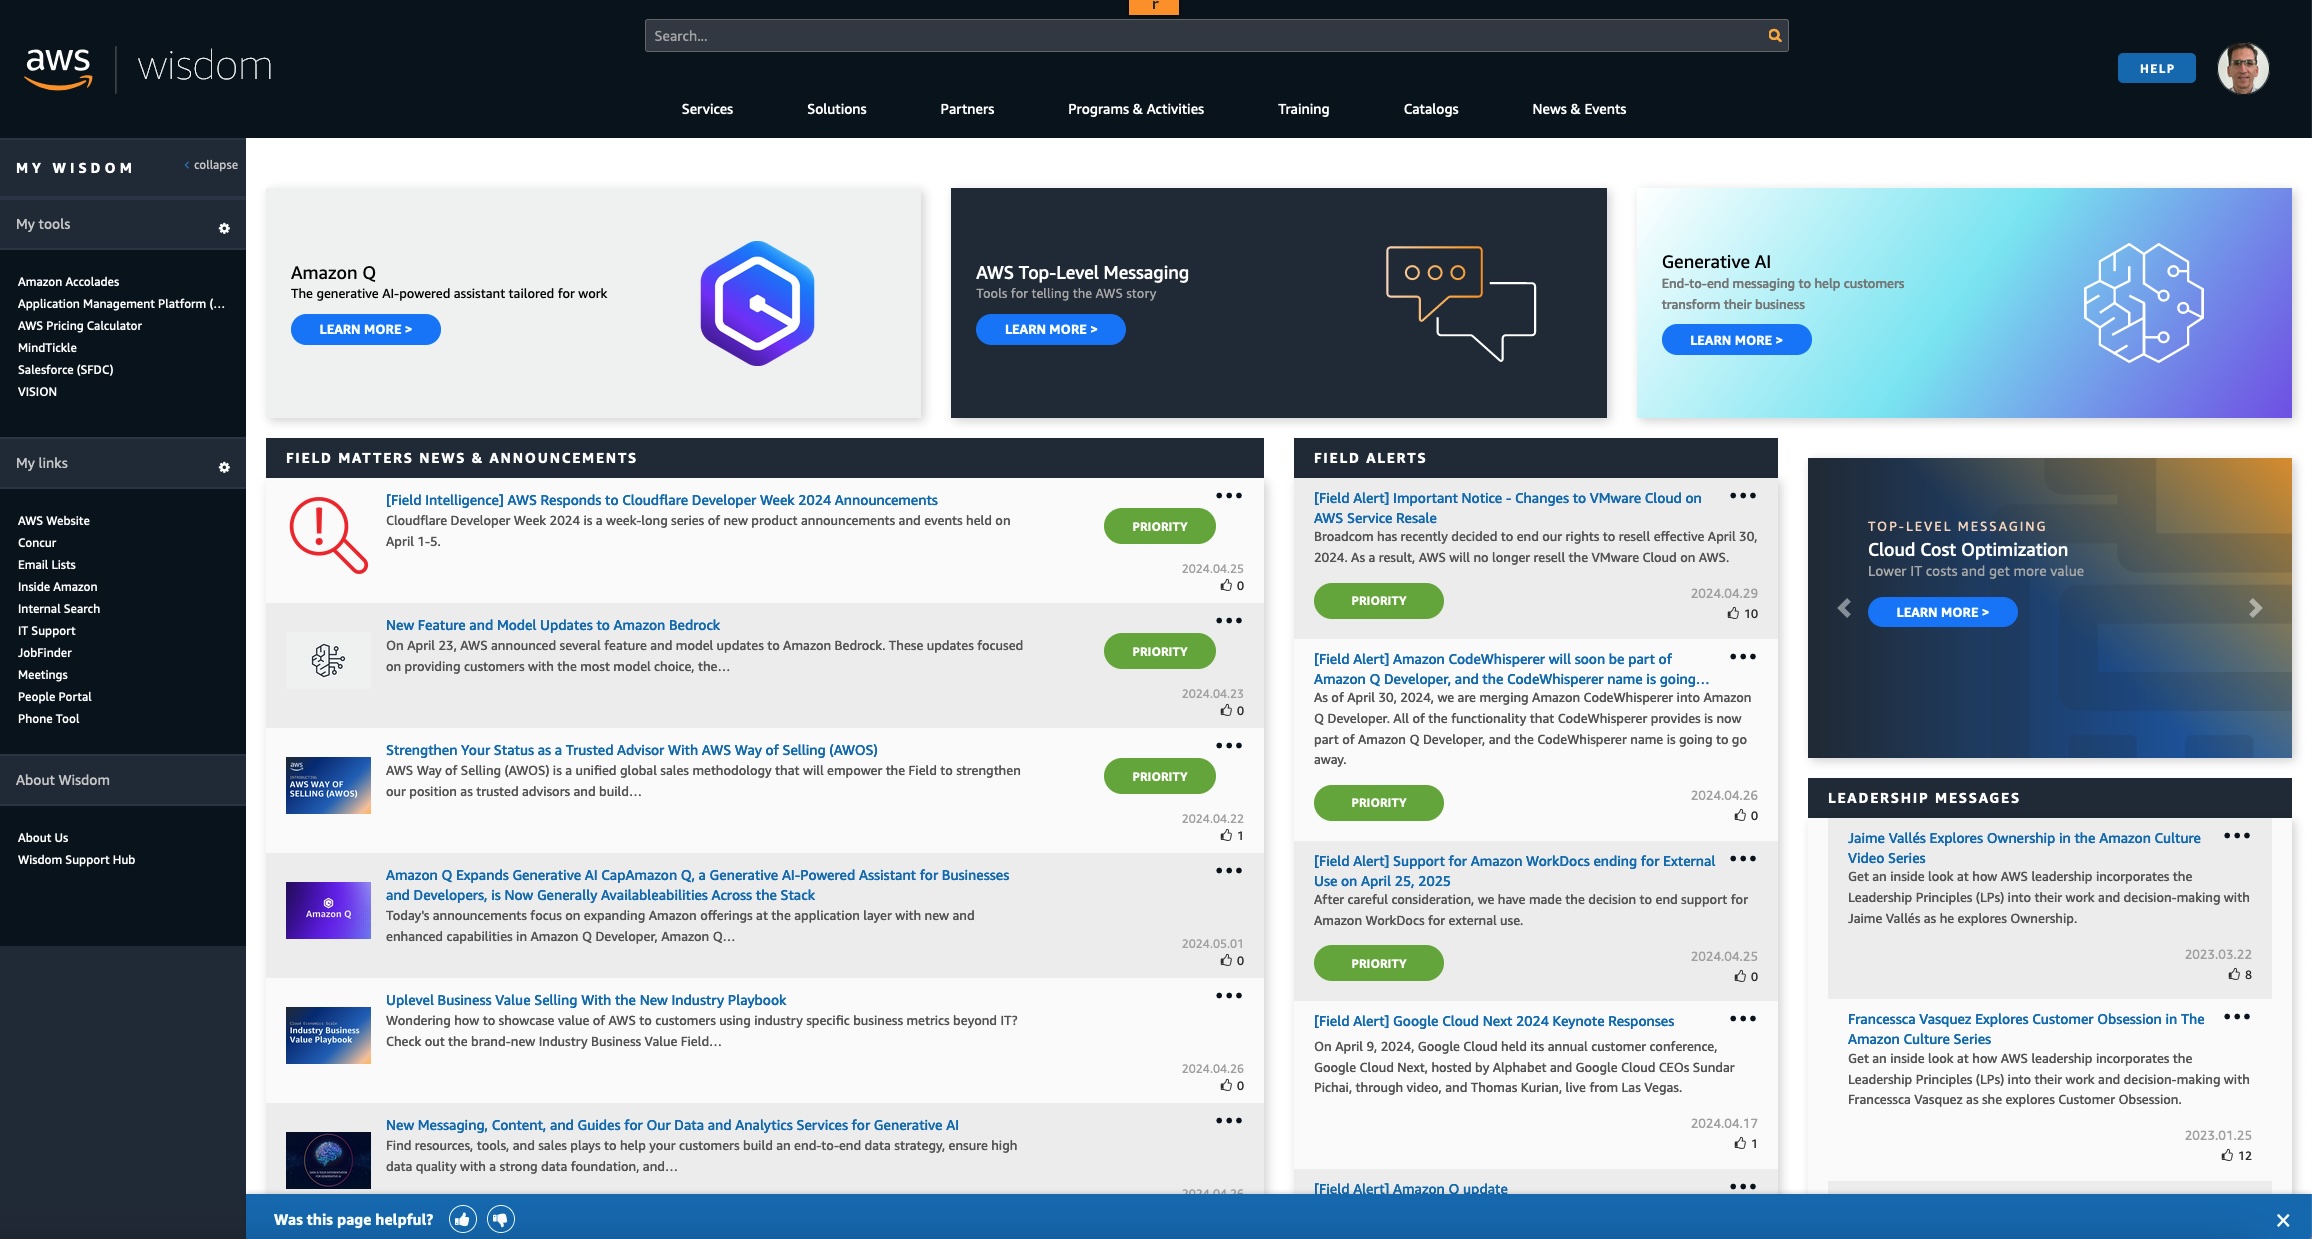 r
Search...
aws
wisdom
HELP
Services
Solutions
Partners
Programs & Activities
Training
Catalogs
News & Events
MY WISDOM
collapse
My tools
Amazon Accolades
Application Management Platform (...
AWS Pricing Calculator
MindTickle
Salesforce (SFDC)
VISION
My links
AWS Website
Concur
Email Lists
Inside Amazon
Internal Search
IT Support
JobFinder
Meetings
People Portal
Phone Tool
About Wisdom
About Us
Wisdom Support Hub
Amazon Q
The generative AI-powered assistant tailored for work
LEARN MORE >
AWS Top-Level Messaging
Tools for telling the AWS story
LEARN MORE >
Generative AI
End-to-end messaging to help customers
transform their business
LEARN MORE >
FIELD MATTERS NEWS & ANNOUNCEMENTS
[Field Intelligence] AWS Responds to Cloudflare Developer Week 2024 Announcements
Cloudflare Developer Week 2024 is a week-long series of new product announcements and events held on
April 1-5.
PRIORITY
2024.04.25
0
New Feature and Model Updates to Amazon Bedrock
On April 23, AWS announced several feature and model updates to Amazon Bedrock. These updates focused
on providing customers with the most model choice, the...
PRIORITY
2024.04.23
0
aws
AWS WAY OF
SELLING (AWOS)
Strengthen Your Status as a Trusted Advisor With AWS Way of Selling (AWOS)
AWS Way of Selling (AWOS) is a unified global sales methodology that will empower the Field to strengthen
our position as trusted advisors and build...
PRIORITY
2024.04.22
1
Amazon Q
Amazon Q Expands Generative AI CapAmazon Q, a Generative AI-Powered Assistant for Businesses
and Developers, is Now Generally Availableabilities Across the Stack
Today's announcements focus on expanding Amazon offerings at the application layer with new and
enhanced capabilities in Amazon Q Developer, Amazon Q...
2024.05.01
0
Industry Business
Value Playbook
Uplevel Business Value Selling With the New Industry Playbook
Wondering how to showcase value of AWS to customers using industry specific business metrics beyond IT?
Check out the brand-new Industry Business Value Field...
2024.04.26
0
New Messaging, Content, and Guides for Our Data and Analytics Services for Generative AI
Find resources, tools, and sales plays to help your customers build an end-to-end data strategy, ensure high
data quality with a strong data foundation, and...
2024.04.26
FIELD ALERTS
[Field Alert] Important Notice - Changes to VMware Cloud on
AWS Service Resale
Broadcom has recently decided to end our rights to resell effective April 30,
2024. As a result, AWS will no longer resell the VMware Cloud on AWS.
PRIORITY
2024.04.29
10
[Field Alert] Amazon CodeWhisperer will soon be part of
Amazon Q Developer, and the CodeWhisperer name is going...
As of April 30, 2024, we are merging Amazon CodeWhisperer into Amazon
Q Developer. All of the functionality that CodeWhisperer provides is now
part of Amazon Q Developer, and the CodeWhisperer name is going to go
away.
PRIORITY
2024.04.26
0
[Field Alert] Support for Amazon WorkDocs ending for External
Use on April 25, 2025
After careful consideration, we have made the decision to end support for
Amazon WorkDocs for external use.
PRIORITY
2024.04.25
0
[Field Alert] Google Cloud Next 2024 Keynote Responses
On April 9, 2024, Google Cloud held its annual customer conference,
Google Cloud Next, hosted by Alphabet and Google Cloud CEOs Sundar
Pichai, through video, and Thomas Kurian, live from Las Vegas.
2024.04.17
1
[Field Alert] Amazon Q update
TOP-LEVEL MESSAGING
Cloud Cost Optimization
Lower IT costs and get more value
LEARN MORE >
LEADERSHIP MESSAGES
Jaime Vallés Explores Ownership in the Amazon Culture
Video Series
Get an inside look at how AWS leadership incorporates the
Leadership Principles (LPs) into their work and decision-making with
Jaime Vallés as he explores Ownership.
2023.03.22
8
Francessca Vasquez Explores Customer Obsession in The
Amazon Culture Series
Get an inside look at how AWS leadership incorporates the
Leadership Principles (LPs) into their work and decision-making with
Francessca Vasquez as she explores Customer Obsession.
2023.01.25
12
Was this page helpful?